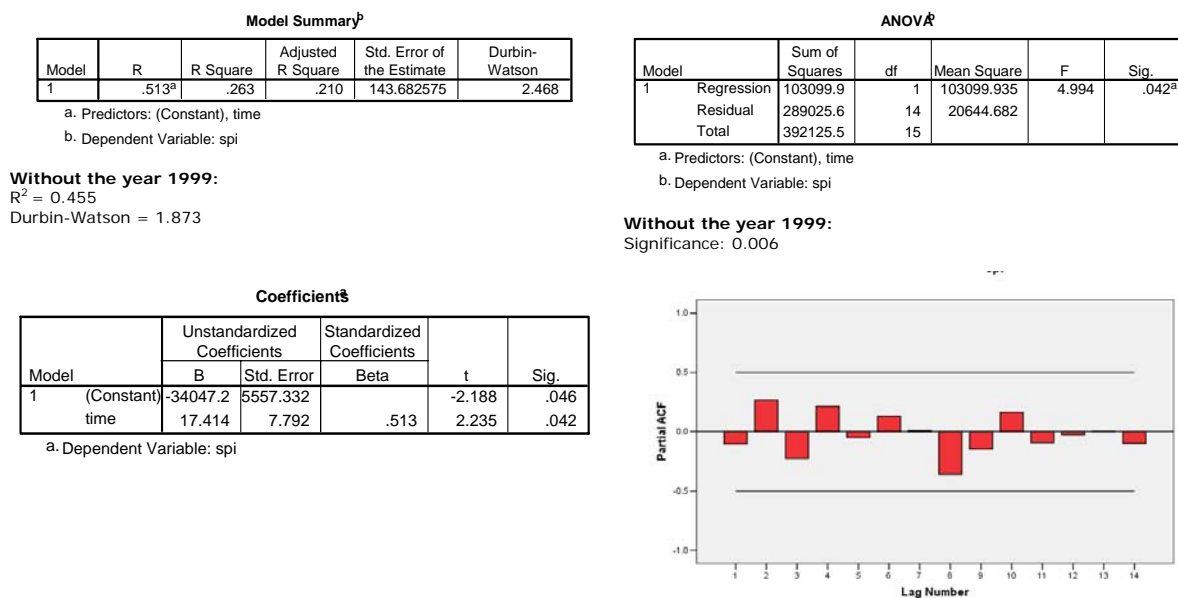 Model Summary b
Model R R Square Adjusted R Square Std. Error of the Estimate Durbin-Watson
1 .513a .263 .210 143.682575 2.468
a. Predictors: (Constant), time
b. Dependent Variable: spi
Without the year 1999:
R2 = 0.455
Durbin-Watson = 1.873
ANOVA b
Model Sum of Squares df Mean Square F Sig.
1 Regression 103099.9 1 103099.935 4.994 .042a
Residual 289025.6 14 20644.682
Total 392125.5 15
a. Predictors: (Constant), time
b. Dependent Variable: spi
Without the year 1999:
Significance: 0.006
Coefficients a
Model Unstandardized Coefficients Standardized Coefficients t Sig.
B Std. Error Beta
1 (Constant) -34047.2 5557.332 -2.188 .046
time 17.414 7.792 .513 2.235 .042
a. Dependent Variable: spi
1.0
0.5
0.0
-0.5
-1.0
Partial ACF
1 2 3 4 5 6 7 8 9 10 11 12 13 14
Lag Number